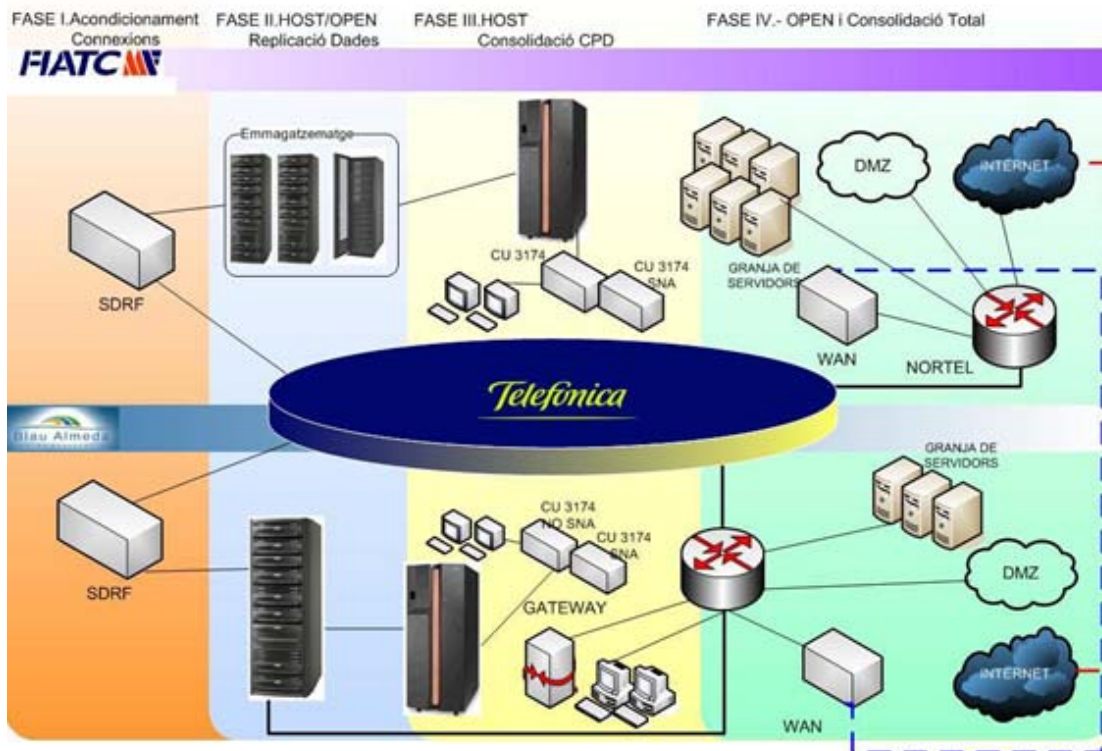 FASE I.Acondicionament
Connexions
FASE II.HOST/OPEN
Replicació Dades
FASE III.HOST
Consolidació CPD
FASE IV.- OPEN i Consolidació Total
FIATC
Emmagatzematge
SDRF
CU 3174
CU 3174
SNA
GRANJA DE
SERVIDORS
DMZ
INTERNET
WAN
NORTEL
Telefónica
Blau Almeda
SDRF
CU 3174
NO SNA
CU 3174
SNA
GATEWAY
GRANJA DE
SERVIDORS
DMZ
WAN
INTERNET